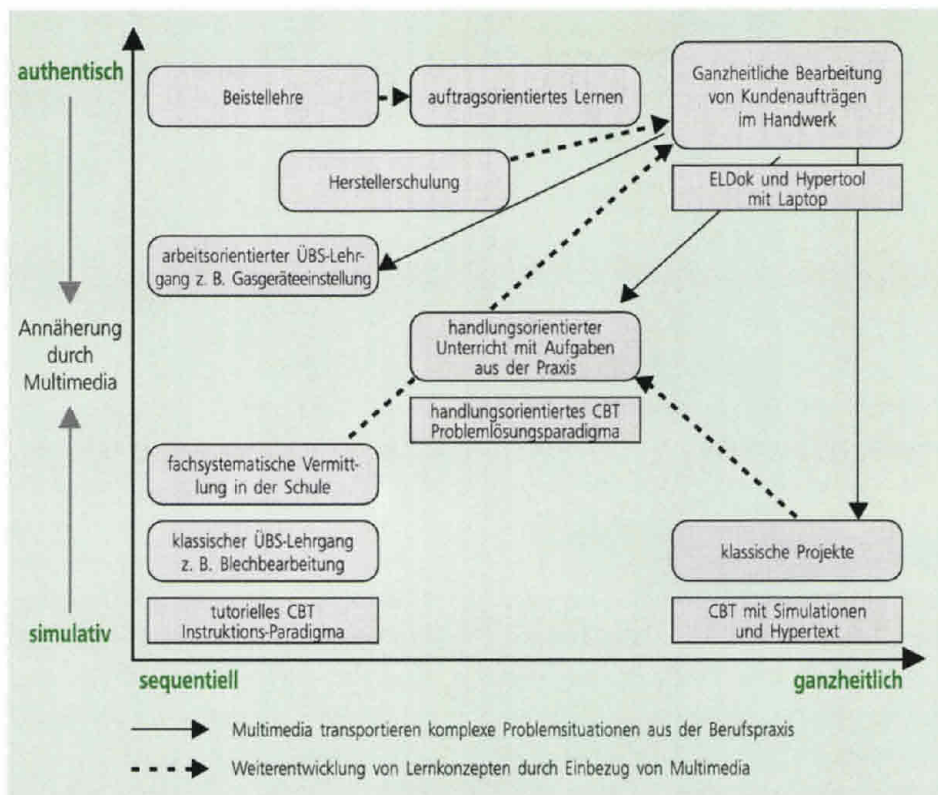 authentisch
Annäherung
durch
Multimedia
simulativ
Beistellehre
auftragsorientiertes Lernen
Ganzheitliche Bearbeitung
von Kundenaufträgen
im Handwerk
ELDok und Hypertool
mit Laptop
Herstellerschulung
arbeitsorientierter ÜBS-Lehr-
gang z. B. Gasgeräteeinstellung
handlungsorientierter
Unterricht mit Aufgaben
aus der Praxis
handlungsorientiertes CBT
Problemlösungsparadigma
fachsystematische Vermitt-
lung in der Schule
klassischer ÜBS-Lehrgang
z. B. Blechbearbeitung
tutorielles CBT
Instruktions-Paradigma
klassische Projekte
CBT mit Simulationen
und Hypertext
sequentiell
ganzheitlich
Multimedia transportieren komplexe Problemsituationen aus der Berufspraxis
Weiterentwicklung von Lernkonzepten durch Einbezug von Multimedia